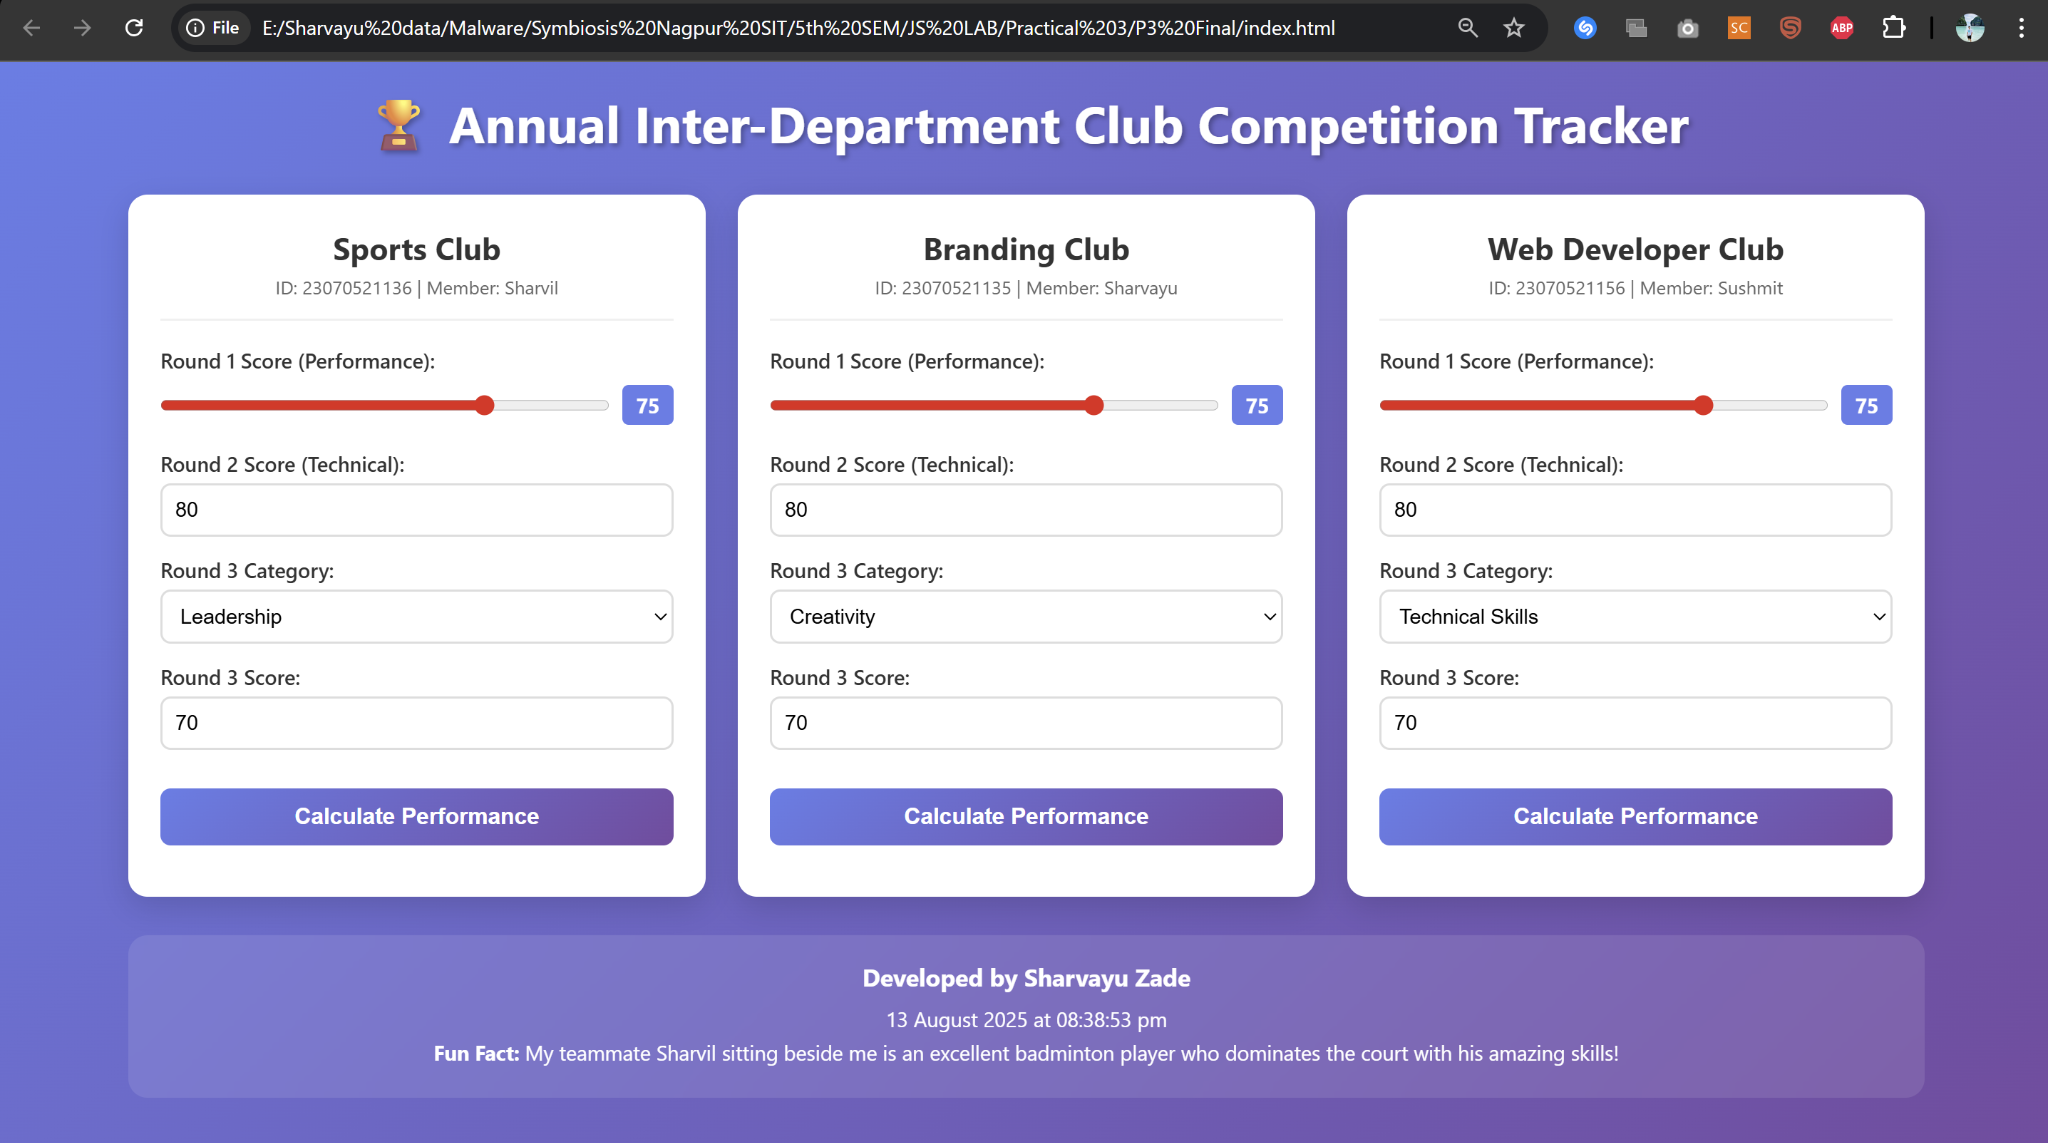 File E:/Sharvayu%20data/Malware/Symbiosis%20Nagpur%20SIT/5th%20SEM/JS%20LAB/Practical%203/P3%20Final/index.html
SC
ABP
🏆 Annual Inter-Department Club Competition Tracker
Sports Club
ID: 23070521136 | Member: Sharvil
Round 1 Score (Performance):
75
Round 2 Score (Technical):
80
Round 3 Category:
Leadership
Round 3 Score:
70
Calculate Performance
Branding Club
ID: 23070521135 | Member: Sharvayu
Round 1 Score (Performance):
75
Round 2 Score (Technical):
80
Round 3 Category:
Creativity
Round 3 Score:
70
Calculate Performance
Web Developer Club
ID: 23070521156 | Member: Sushmit
Round 1 Score (Performance):
75
Round 2 Score (Technical):
80
Round 3 Category:
Technical Skills
Round 3 Score:
70
Calculate Performance
Developed by Sharvayu Zade
13 August 2025 at 08:38:53 pm
Fun Fact: My teammate Sharvil sitting beside me is an excellent badminton player who dominates the court with his amazing skills!